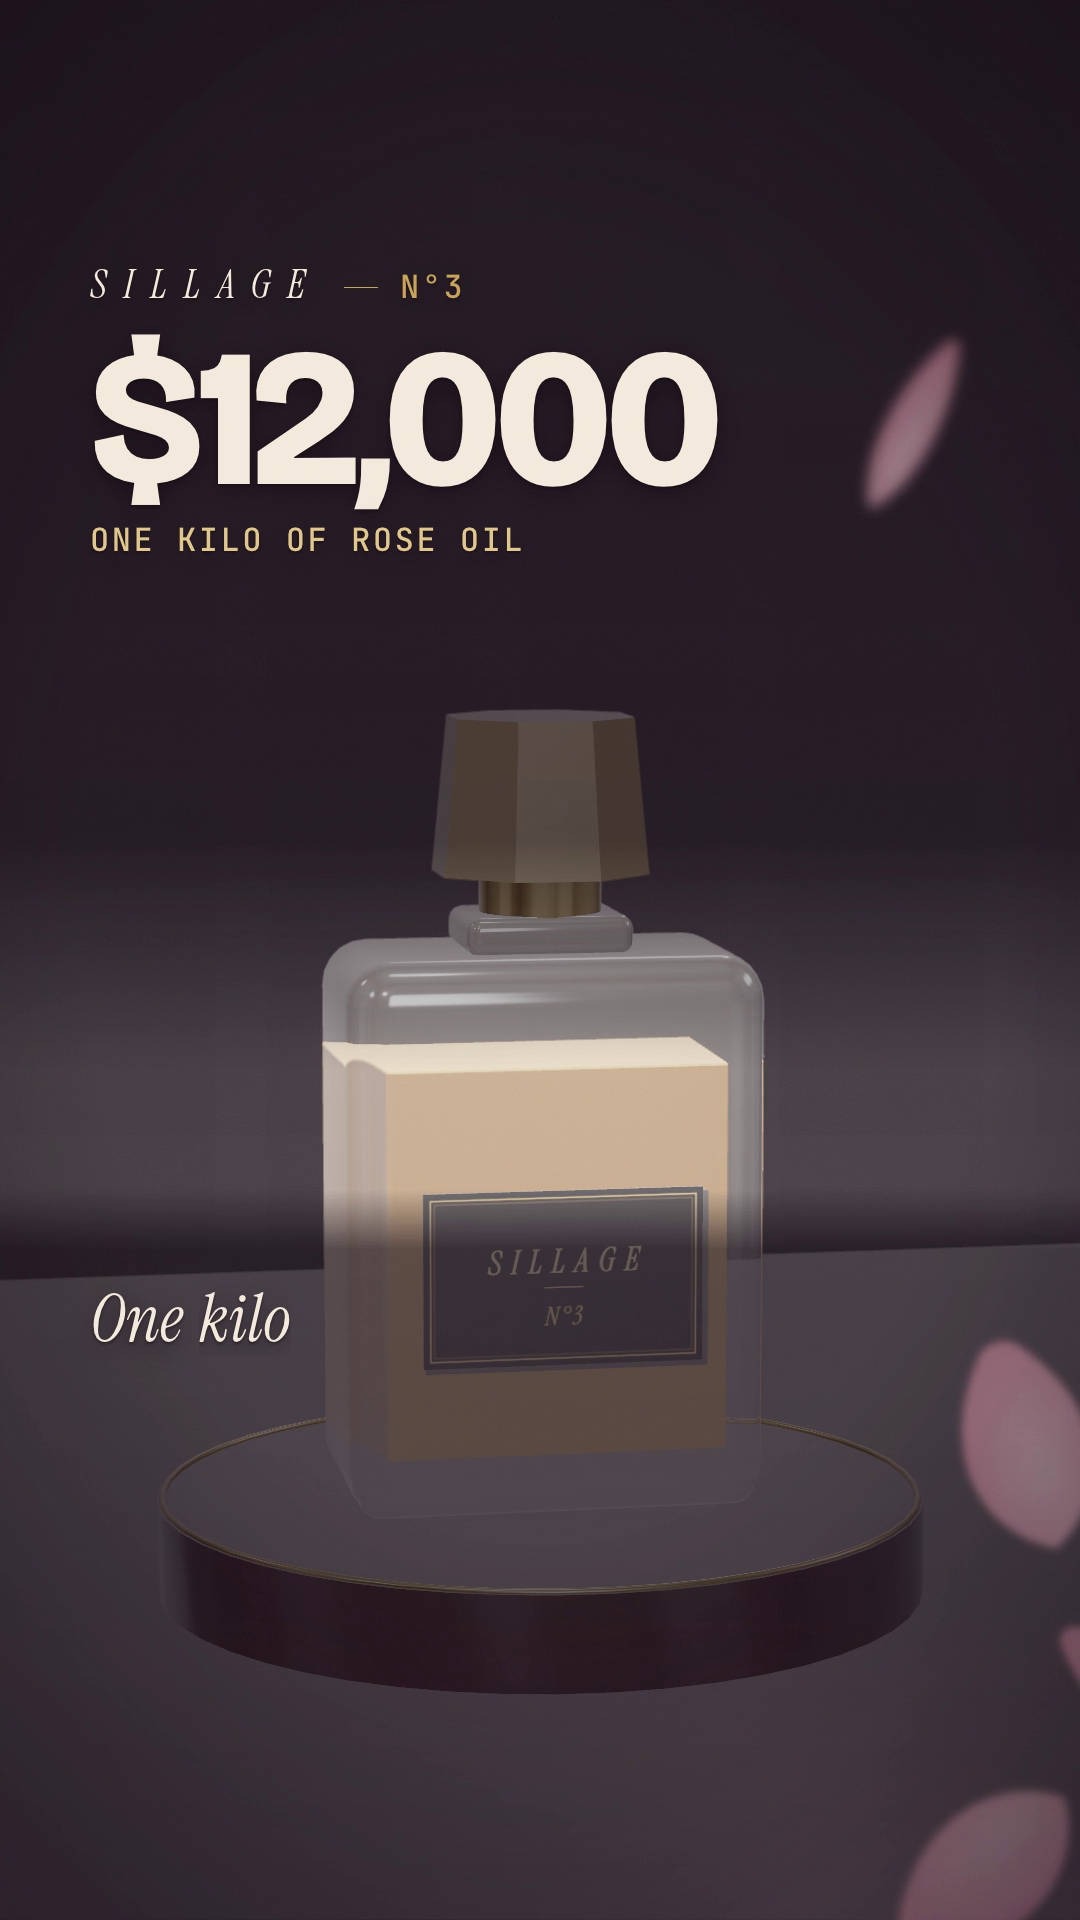 SILLAGE — N°3
$12,000
ONE KILO OF ROSE OIL
SILLAGE
N°3
One kilo